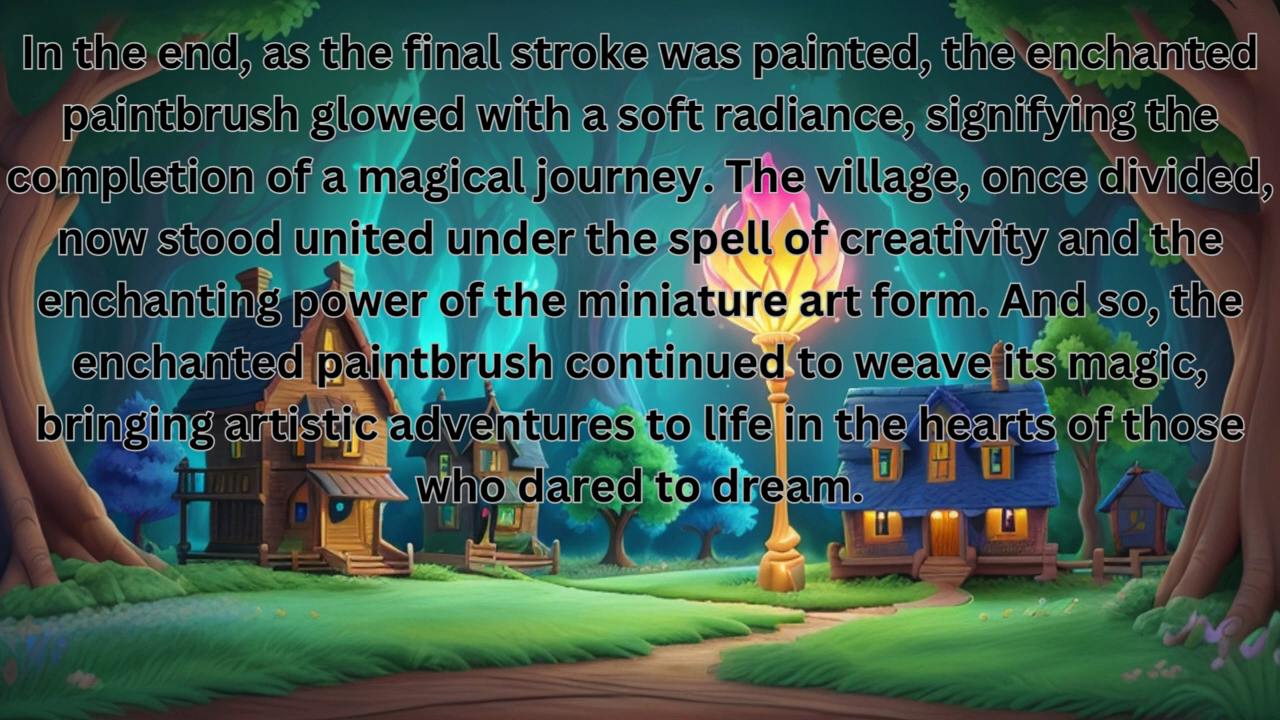 In the end, as the final stroke was painted, the enchanted
paintbrush glowed with a soft radiance, signifying the
completion of a magical journey. The village, once divided,
now stood united under the spell of creativity and the
enchanting power of the miniature art form. And so, the
enchanted paintbrush continued to weave its magic,
bringing artistic adventures to life in the hearts of those
who dared to dream.